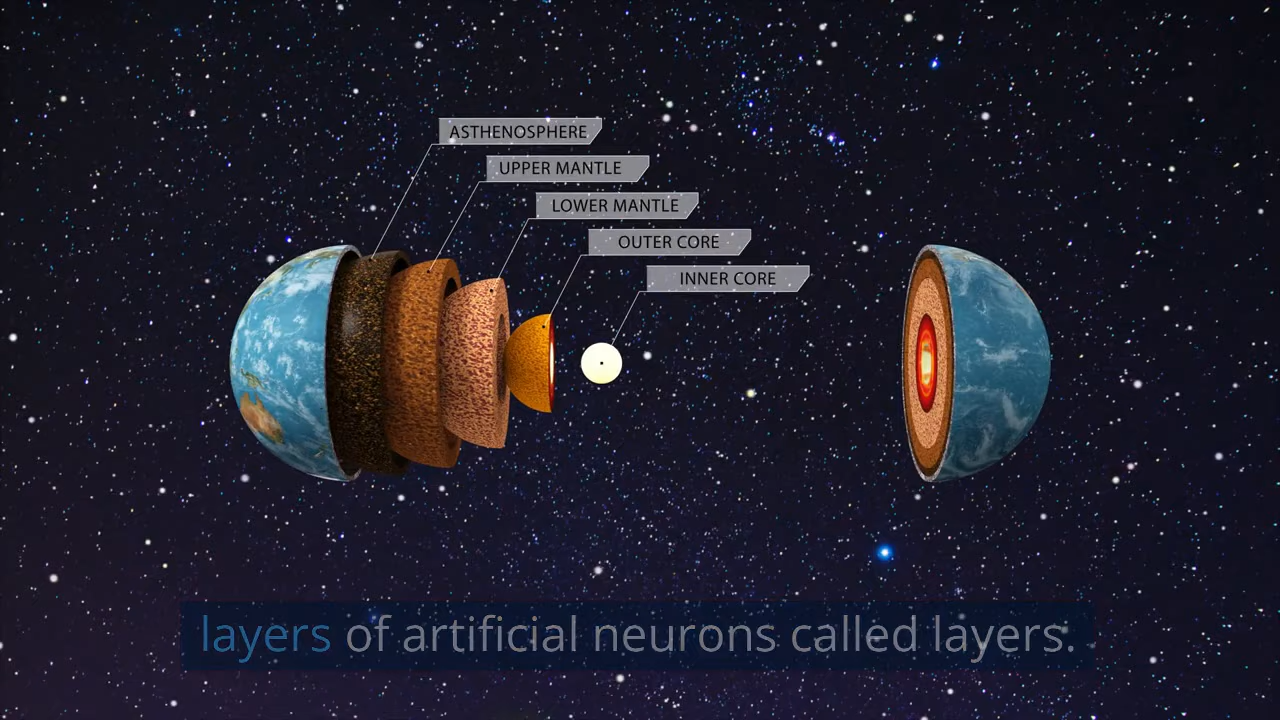 ASTHENOSPHERE
UPPER MANTLE
LOWER MANTLE
OUTER CORE
INNER CORE
layers of artificial neurons called layers.